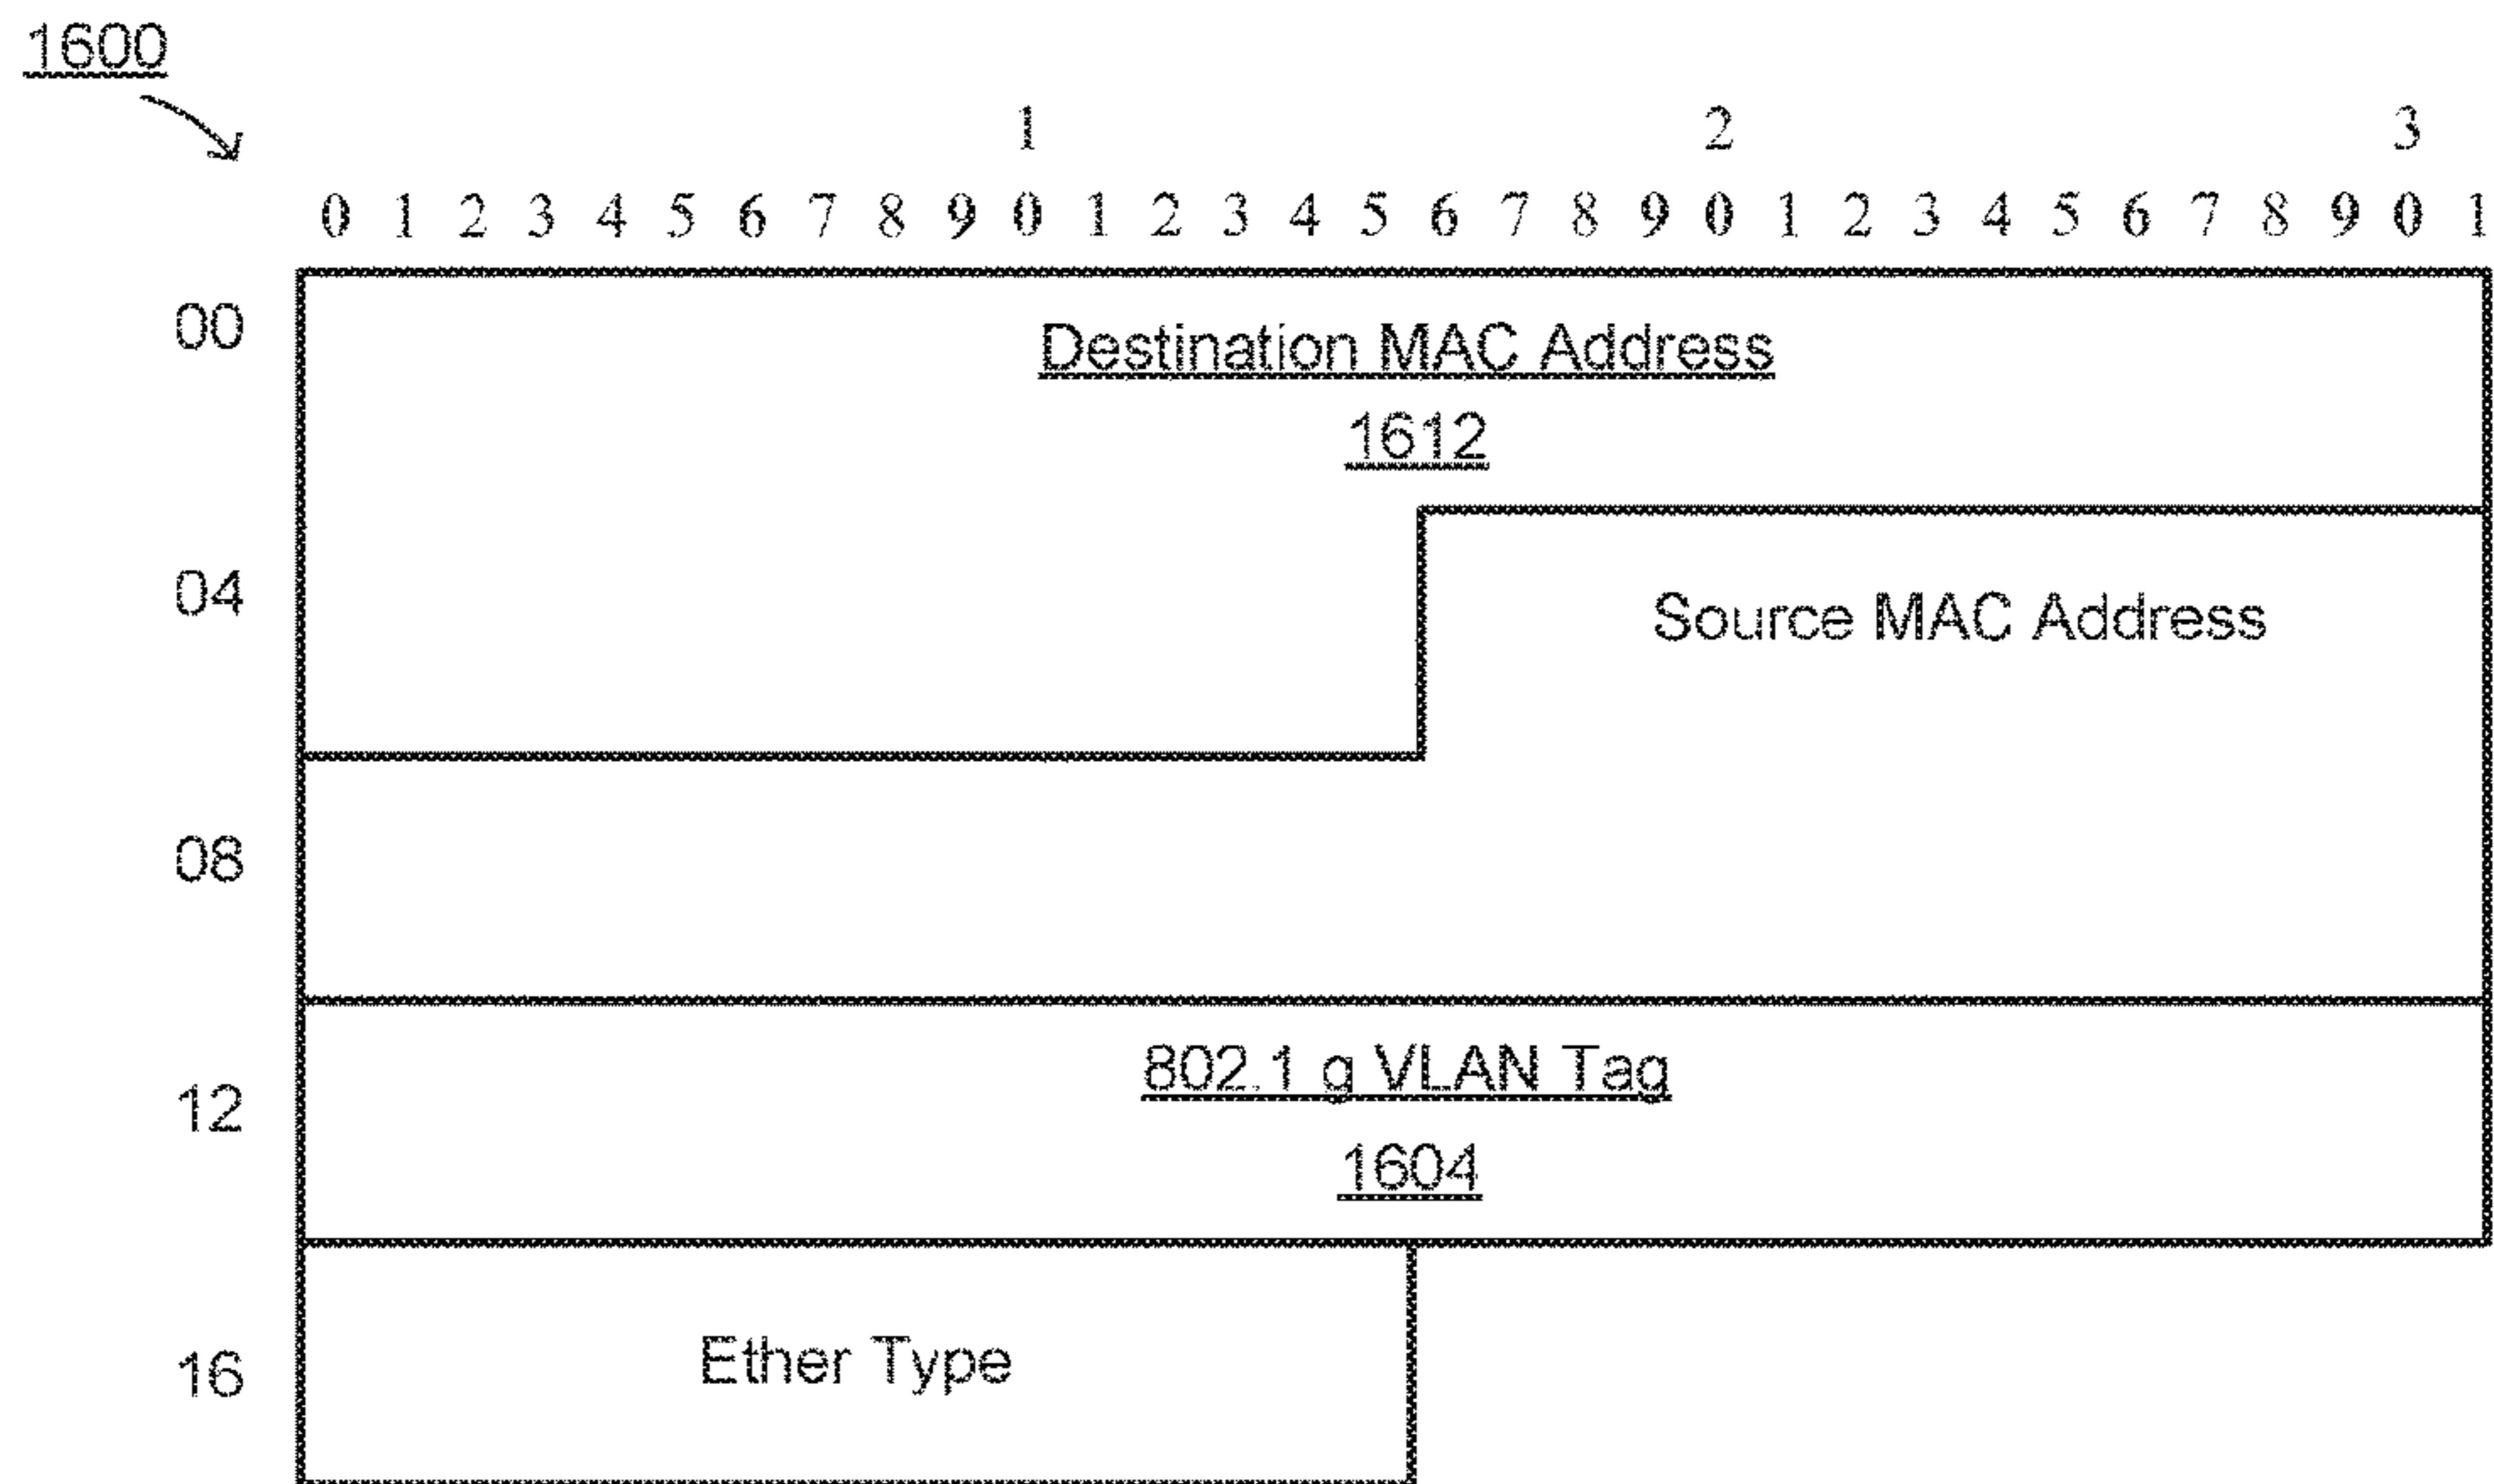 1600
1 2 3
0 1 2 3 4 5 6 7 8 9 0 1 2 3 4 5 6 7 8 9 0 1 2 3 4 5 6 7 8 9 0 1
00 Destination MAC Address
1612
04 Source MAC Address
08
802.1 q VLAN Tag
12
1604
16 Ether Type